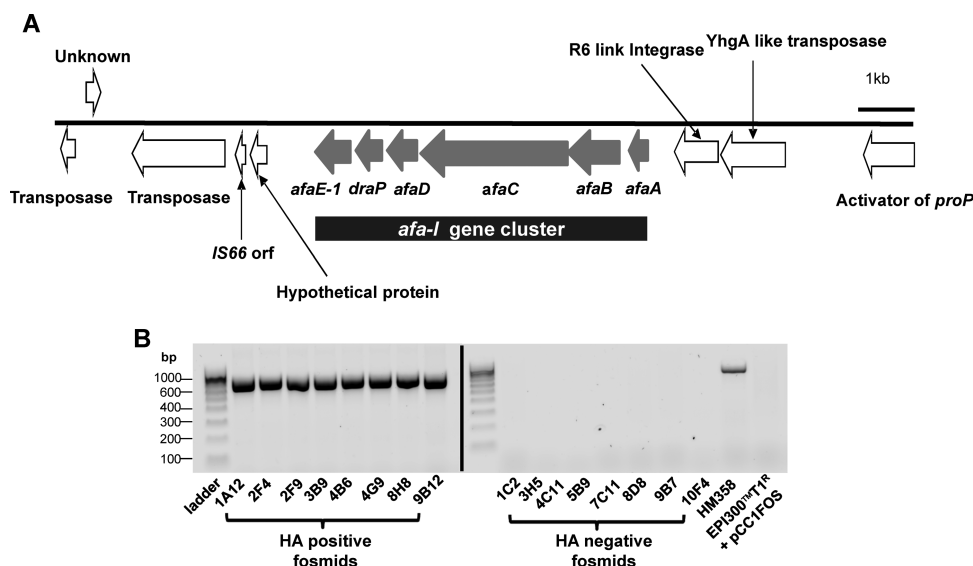 A
Unknown
R6 link Integrase
YhgA like transposase
1kb
Transposase
Transposase
afaE-1
draP
afaD
afaC
afaB
afaA
Activator of proP
afa-I gene cluster
IS66 orf
Hypothetical protein
B
bp
1000
600
400
300
200
100
ladder
1A12
2F4
2F9
3B9
4B6
4G9
8H8
9B12
1C2
3H5
4C11
5B9
7C11
8D8
9B7
10F4
HM358
EPI300™T1ᴿ
+ pCC1FOS
HA positive
fosmids
HA negative
fosmids